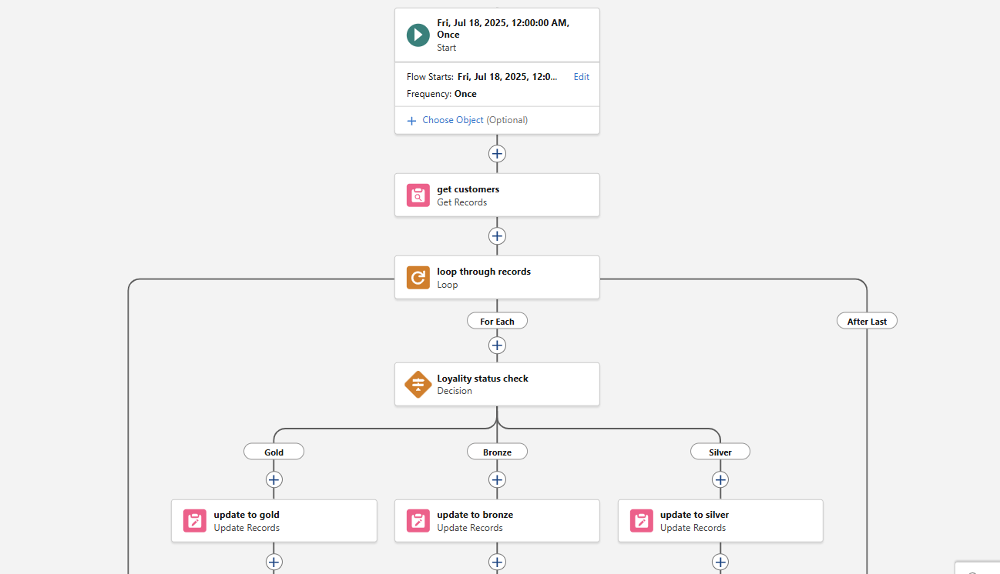 Fri, Jul 18, 2025, 12:00:00 AM,
Once
Start
Flow Starts: Fri, Jul 18, 2025, 12:0... Edit
Frequency: Once
Choose Object (Optional)
get customers
Get Records
loop through records
Loop
For Each
After Last
Loyality status check
Decision
Gold
Bronze
Silver
update to gold
Update Records
update to bronze
Update Records
update to silver
Update Records